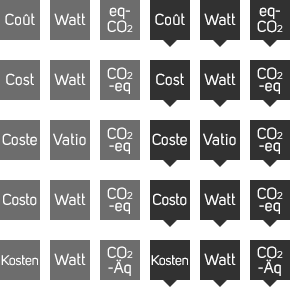 Coût Watt eq-
CO₂ Coût Watt eq-
CO₂
Cost Watt CO₂
-eq Cost Watt CO₂
-eq
Coste Vatio CO₂
-eq Coste Vatio CO₂
-eq
Costo Watt CO₂
-eq Costo Watt CO₂
-eq
Kosten Watt CO₂
-Äq Kosten Watt CO₂
-Äq